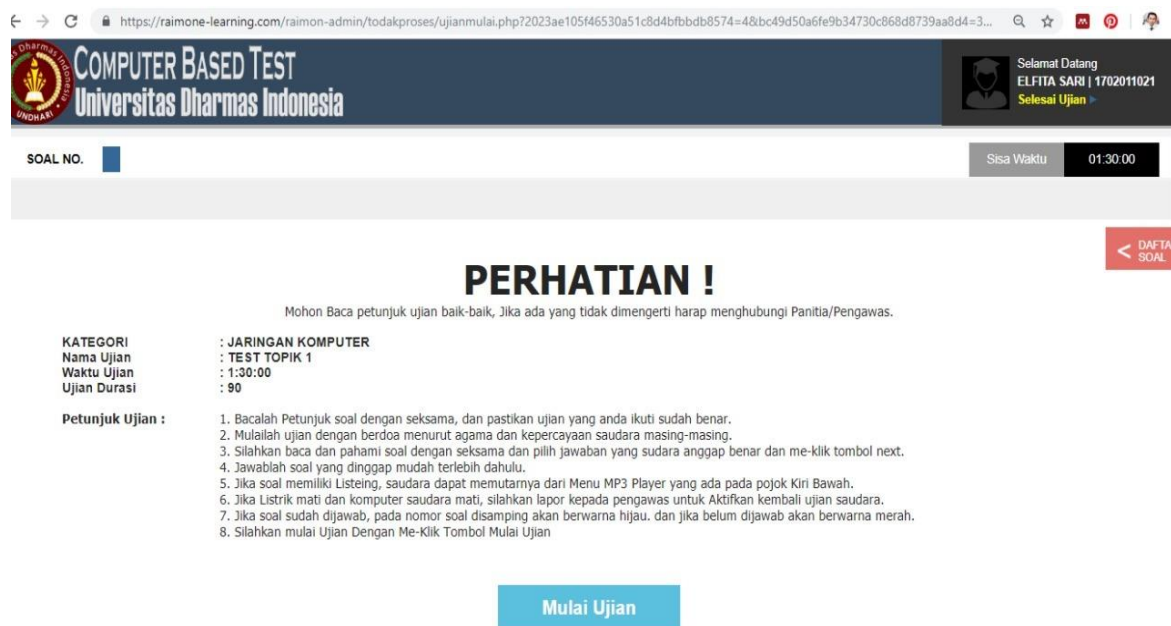 https://raimone-learning.com/raimon-admin/todakproses/ujianmulai.php?2023ae105f46530a51c8d4bfbbdb8574=4&bc49d50a6fe9b34730c868d8739aa8d4=3...
COMPUTER BASED TEST
Universitas Dharmas Indonesia
UNDHARI
Selamat Datang
ELFITA SARI | 1702011021
Selesai Ujian
SOAL NO.
Sisa Waktu 01:30:00
< DAFTA
SOAL
PERHATIAN !
Mohon Baca petunjuk ujian baik-baik, Jika ada yang tidak dimengerti harap menghubungi Panitia/Pengawas.
KATEGORI : JARINGAN KOMPUTER
Nama Ujian : TEST TOPIK 1
Waktu Ujian : 1:30:00
Ujian Durasi : 90
Petunjuk Ujian : 1. Bacalah Petunjuk soal dengan seksama, dan pastikan ujian yang anda ikuti sudah benar.
2. Mulailah ujian dengan berdoa menurut agama dan kepercayaan saudara masing-masing.
3. Silahkan baca dan pahami soal dengan seksama dan pilih jawaban yang sudara anggap benar dan me-klik tombol next.
4. Jawablah soal yang dinggap mudah terlebih dahulu.
5. Jika soal memiliki Listeing, saudara dapat memutarnya dari Menu MP3 Player yang ada pada pojok Kiri Bawah.
6. Jika Listrik mati dan komputer saudara mati, silahkan lapor kepada pengawas untuk Aktifkan kembali ujian saudara.
7. Jika soal sudah dijawab, pada nomor soal disamping akan berwarna hijau. dan jika belum dijawab akan berwarna merah.
8. Silahkan mulai Ujian Dengan Me-Klik Tombol Mulai Ujian
Mulai Ujian